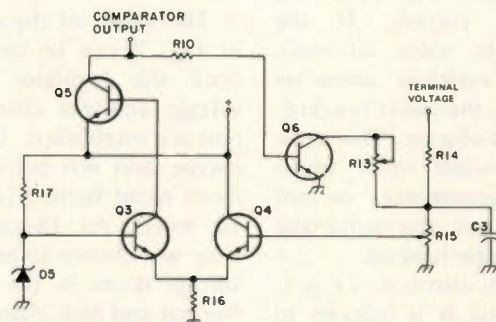 COMPARATOR
OUTPUT
R10
Q5
TERMINAL
VOLTAGE
Q6
R13
R14
R17
Q3
Q4
R15
C3
D5
R16